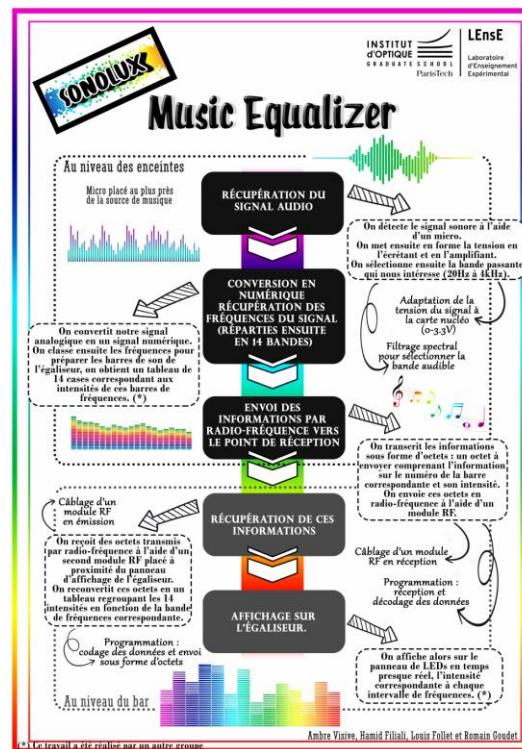 SONOLUX
INSTITUT
D'OPTIQUE
GRADUATE SCHOOL
ParisTech
LEnsE
Laboratoire
d'Enseignement
Expérimental
Music Equalizer
Au niveau des enceintes
Micro placé au plus près
de la source de musique
RÉCUPÉRATION DU
SIGNAL AUDIO
On détecte le signal sonore à l'aide
d'un micro.
On met ensuite en forme la tension en
l'écrêtant et en l'amplifiant.
On sélectionne ensuite la bande passante
qui nous intéresse (20Hz à 4kHz).
CONVERSION EN
NUMÉRIQUE
RÉCUPÉRATION DES
FRÉQUENCES DU SIGNAL
(RÉPARTIES ENSUITE
EN 14 BANDES)
Adaptation de la
tension du signal à
la carte nucléo
(0-3.3V)
Filtrage spectral
pour sélectionner la
bande audible
On convertit notre signal
analogique en un signal numérique.
On classe ensuite les fréquences pour
préparer les barres de son de
l'égaliseur, on obtient un tableau de
14 cases correspondant aux
intensités de ces barres de
fréquences. (*)
ENVOI DES
INFORMATIONS PAR
RADIO-FRÉQUENCE VERS
LE POINT DE RÉCEPTION
On transcrit les informations
sous forme d'octets : un octet à
envoyer comprenant l'information
sur le numéro de la barre
correspondante et son intensité.
On envoie ces octets en
radio-fréquence à l'aide d'un
module RF.
Câblage d'un
module RF
en émission
RÉCUPÉRATION DE CES
INFORMATIONS
On reçoit des octets transmis
par radio-fréquence à l'aide d'un
second module RF placé à
proximité du panneau
d'affichage de l'égaliseur.
On reconvertit ces octets en un
tableau regroupant les 14
intensités en fonction de la bande
de fréquences correspondante.
Câblage d'un module
RF en réception
Programmation :
réception et
décodage des données
AFFICHAGE SUR
L'ÉGALISEUR.
Programmation :
codage des données et envoi
sous forme d'octets
On affiche alors sur le
panneau de LEDs en temps
presque réel, l'intensité
correspondante à chaque
intervalle de fréquences. (*)
Au niveau du bar
Ambre Visive, Hamid Filiali, Louis Follet et Romain Goudet
(*) Ce travail a été réalisé par un autre groupe